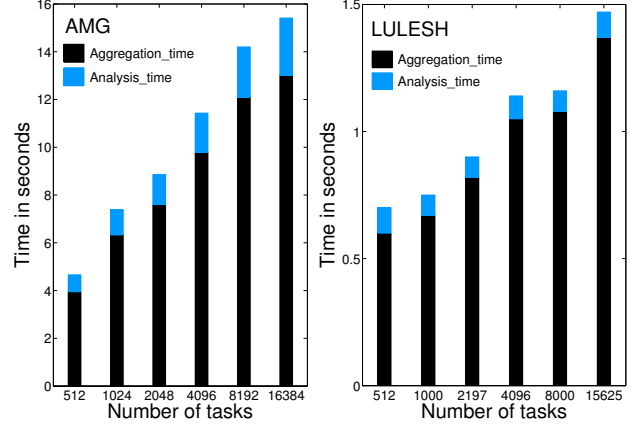 AMG
Aggregation_time
Analysis_time
Time in seconds
16
14
12
10
8
6
4
2
0
512 1024 2048 4096 8192 16384
Number of tasks
LULESH
Aggregation_time
Analysis_time
Time in seconds
1.5
1
0.5
0
512 1000 2197 4096 8000 15625
Number of tasks